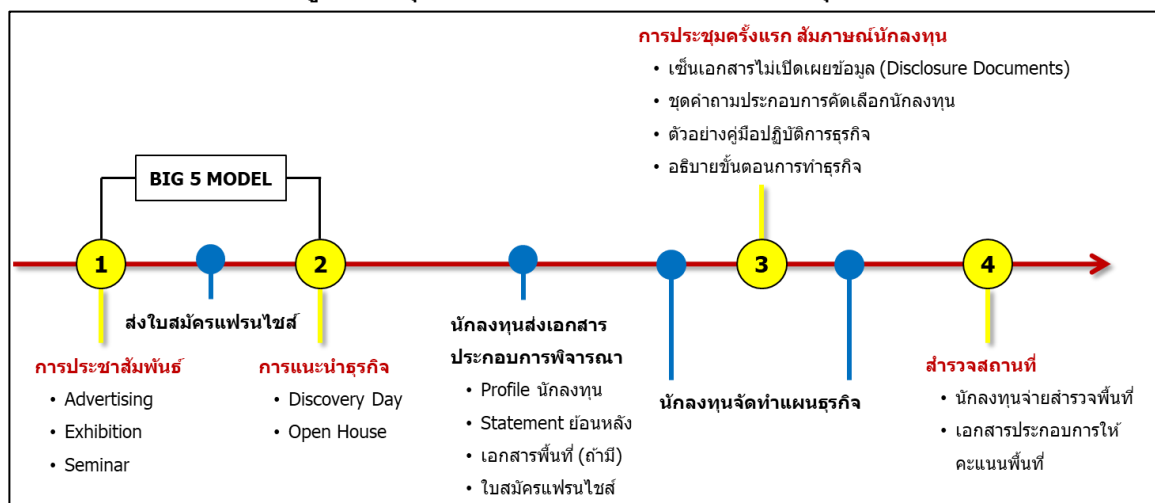 การประชุมครั้งแรก สัมภาษณ์นักลงทุน
• เซ็นเอกสารไม่เปิดเผยข้อมูล (Disclosure Documents)
• ชุดคำถามประกอบการคัดเลือกนักลงทุน
• ตัวอย่างคู่มือปฏิบัติการธุรกิจ
• อธิบายขั้นตอนการทำธุรกิจ
BIG 5 MODEL
1
2
3
4
ส่งใบสมัครแฟรนไชส์
การประชาสัมพันธ์
• Advertising
• Exhibition
• Seminar
การแนะนำธุรกิจ
• Discovery Day
• Open House
นักลงทุนส่งเอกสาร
ประกอบการพิจารณา
• Profile นักลงทุน
• Statement ย้อนหลัง
• เอกสารพื้นที่ (ถ้ามี)
• ใบสมัครแฟรนไชส์
นักลงทุนจัดทำแผนธุรกิจ
สำรวจสถานที่
• นักลงทุนจ่ายสำรวจพื้นที่
• เอกสารประกอบการให้
คะแนนพื้นที่